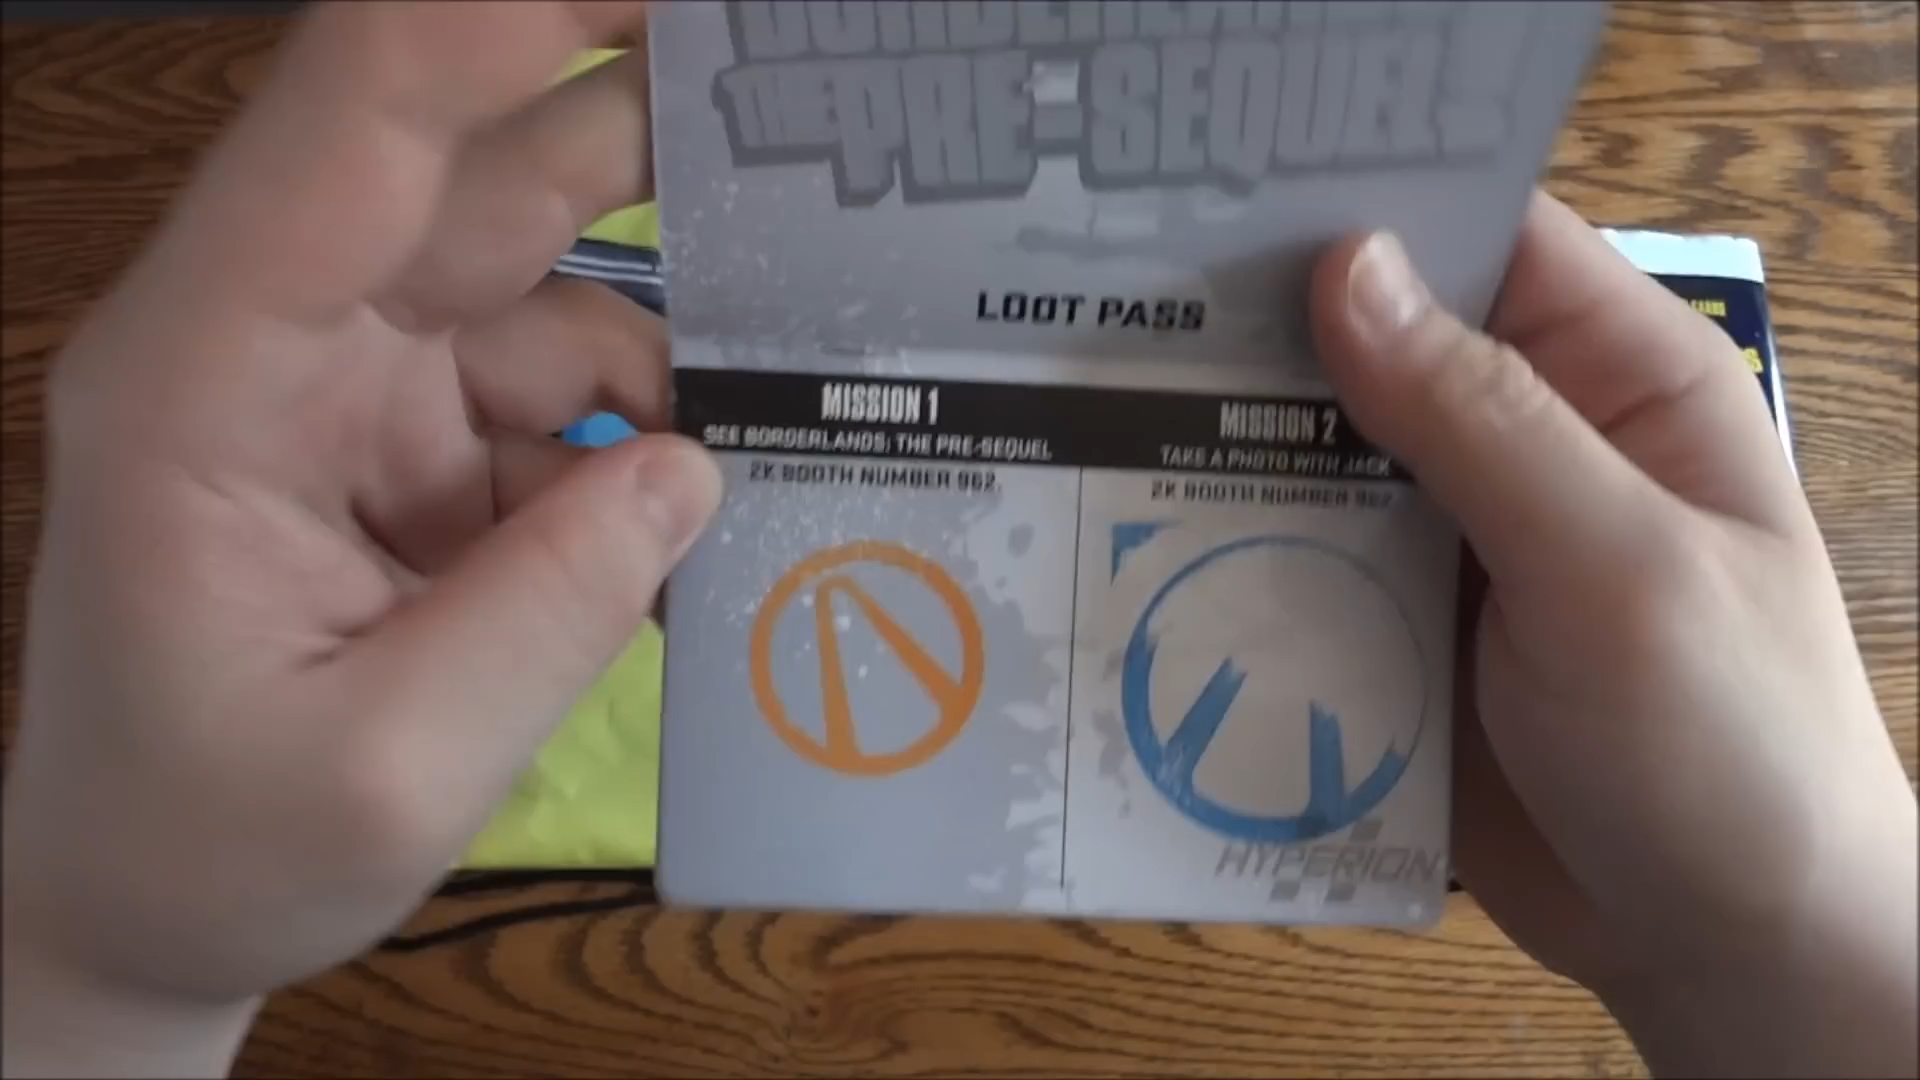 BORDERLANDS
THE PRE-SEQUEL!
LOOT PASS
MISSION 1
SEE BORDERLANDS: THE PRE-SEQUEL
2K BOOTH NUMBER 962
MISSION 2
TAKE A PHOTO WITH JACK
2K BOOTH NUMBER 962
HYPERION